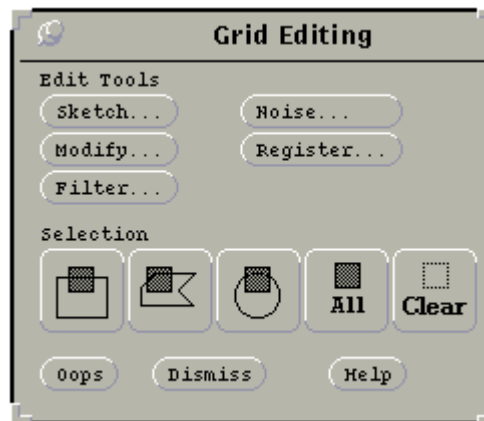 Grid Editing
Edit Tools
Sketch... Noise...
Modify... Register...
Filter...
Selection
All Clear
Oops Dismiss Help